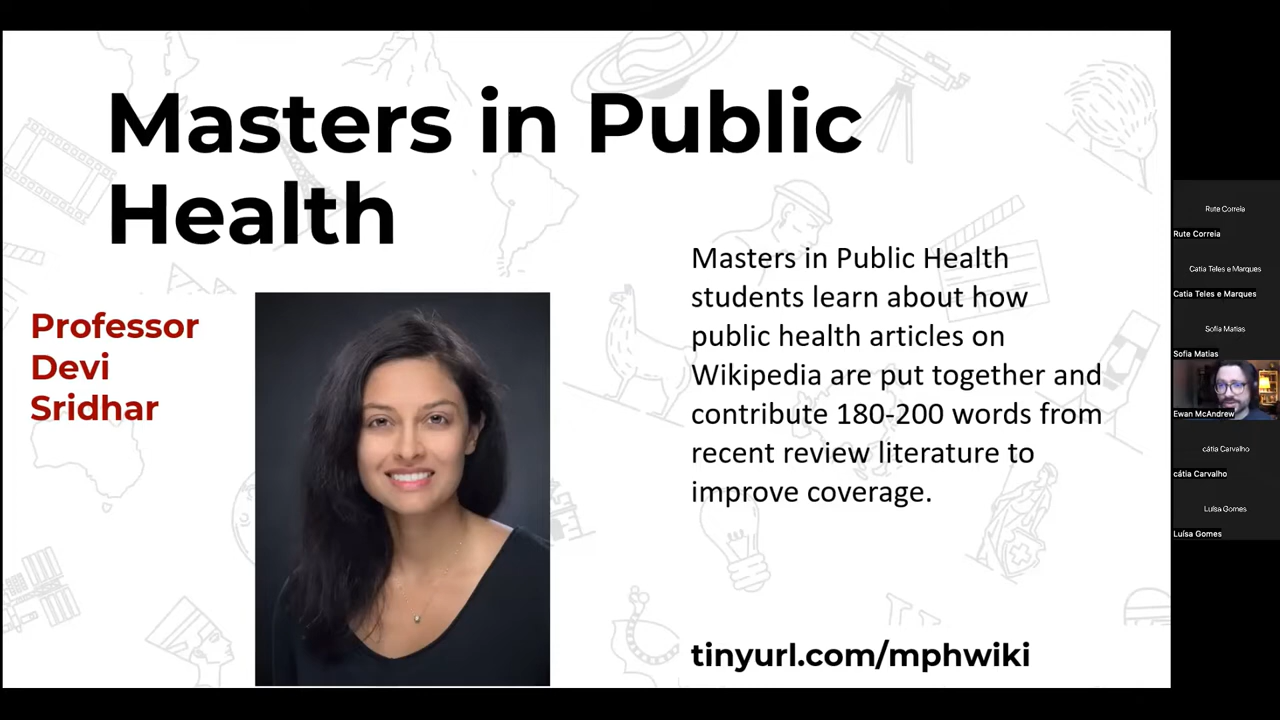 Masters in Public
Health
Professor
Devi
Sridhar
Masters in Public Health
students learn about how
public health articles on
Wikipedia are put together and
contribute 180-200 words from
recent review literature to
improve coverage.
tinyurl.com/mphwiki
Rute Correia
Rute Correia
Catia Teles e Marques
Catia Teles e Marques
Sofia Matias
Sofia Matias
Ewan McAndrew
cátia Carvalho
cátia Carvalho
Luísa Gomes
Luísa Gomes